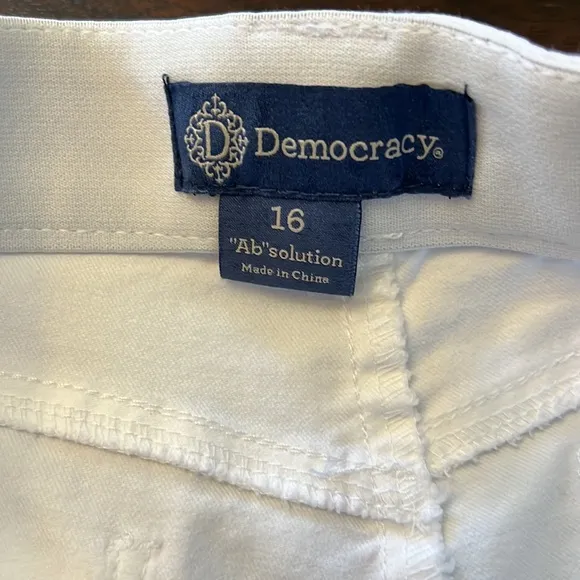 D Democracy®
16
"Ab"solution
Made in China